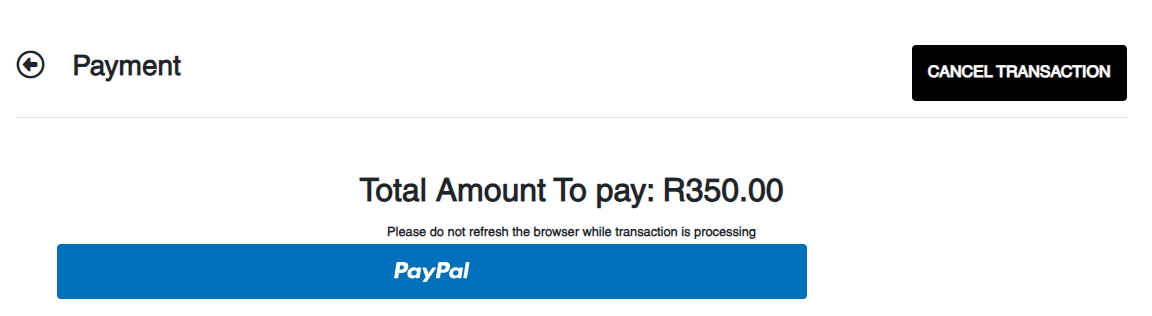 Payment
CANCEL TRANSACTION
Total Amount To pay: R350.00
Please do not refresh the browser while transaction is processing
PayPal